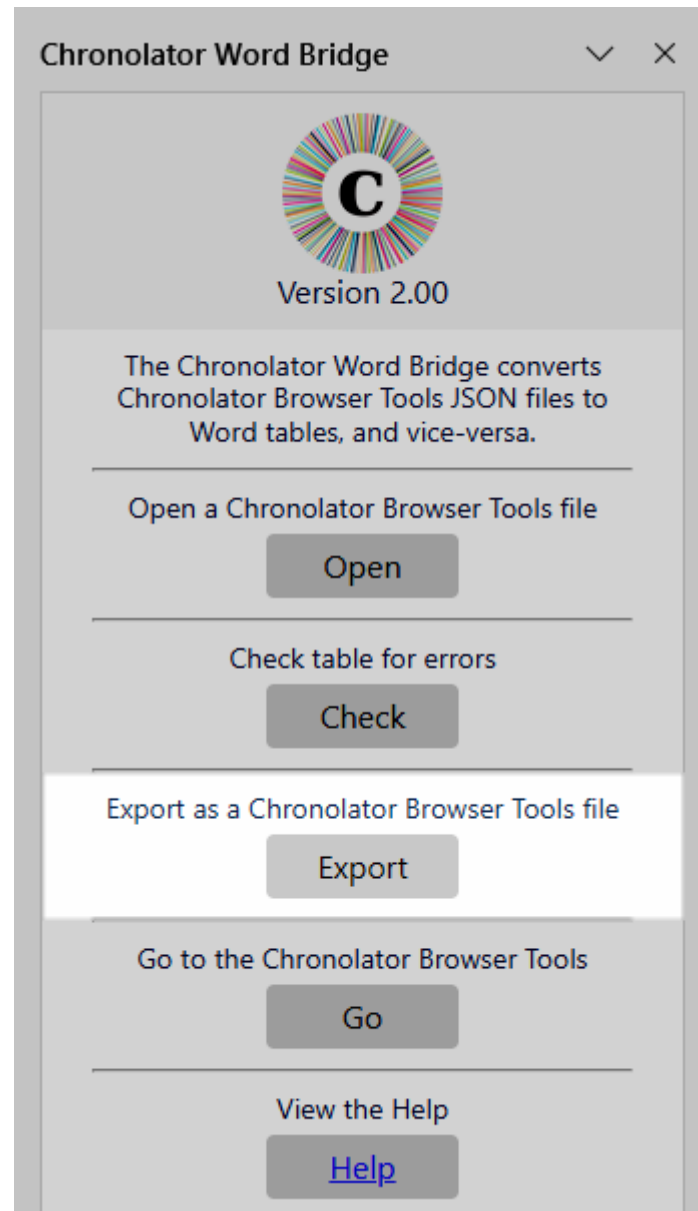 Chronolator Word Bridge
C
Version 2.00
The Chronolator Word Bridge converts
Chronolator Browser Tools JSON files to
Word tables, and vice-versa.
Open a Chronolator Browser Tools file
Open
Check table for errors
Check
Export as a Chronolator Browser Tools file
Export
Go to the Chronolator Browser Tools
Go
View the Help
Help